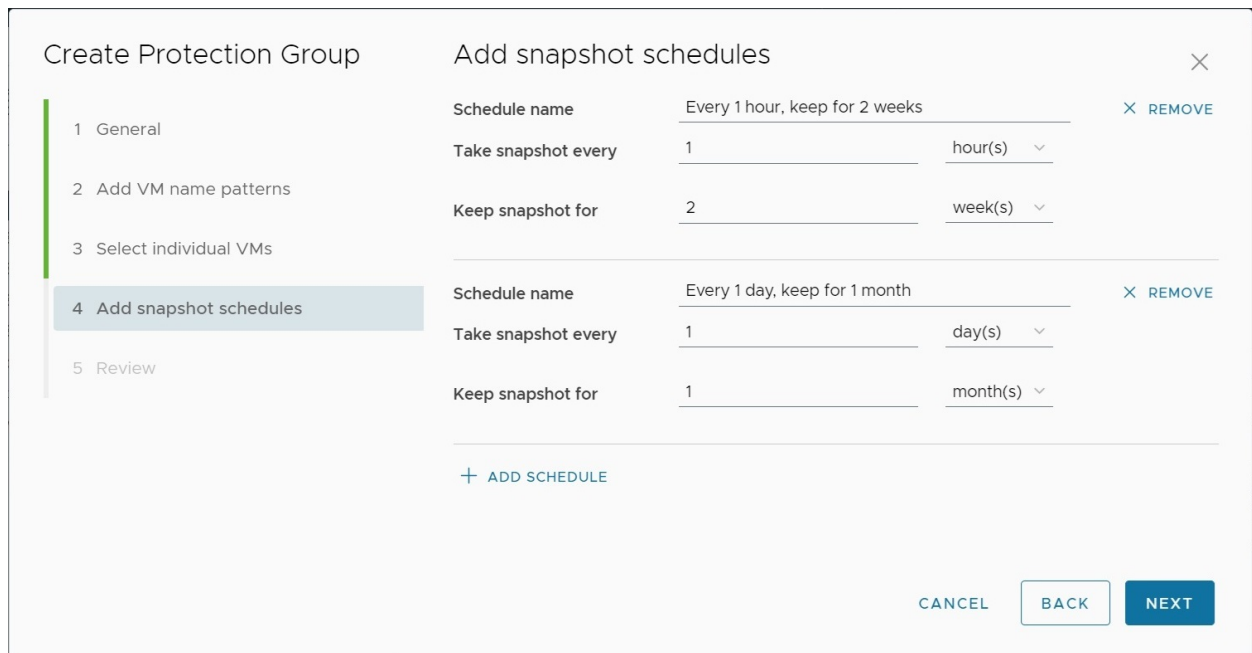 Create Protection Group
1 General
2 Add VM name patterns
3 Select individual VMs
4 Add snapshot schedules
5 Review
Add snapshot schedules
Schedule name Every 1 hour, keep for 2 weeks REMOVE
Take snapshot every 1 hour(s)
Keep snapshot for 2 week(s)
Schedule name Every 1 day, keep for 1 month REMOVE
Take snapshot every 1 day(s)
Keep snapshot for 1 month(s)
ADD SCHEDULE
CANCEL BACK NEXT